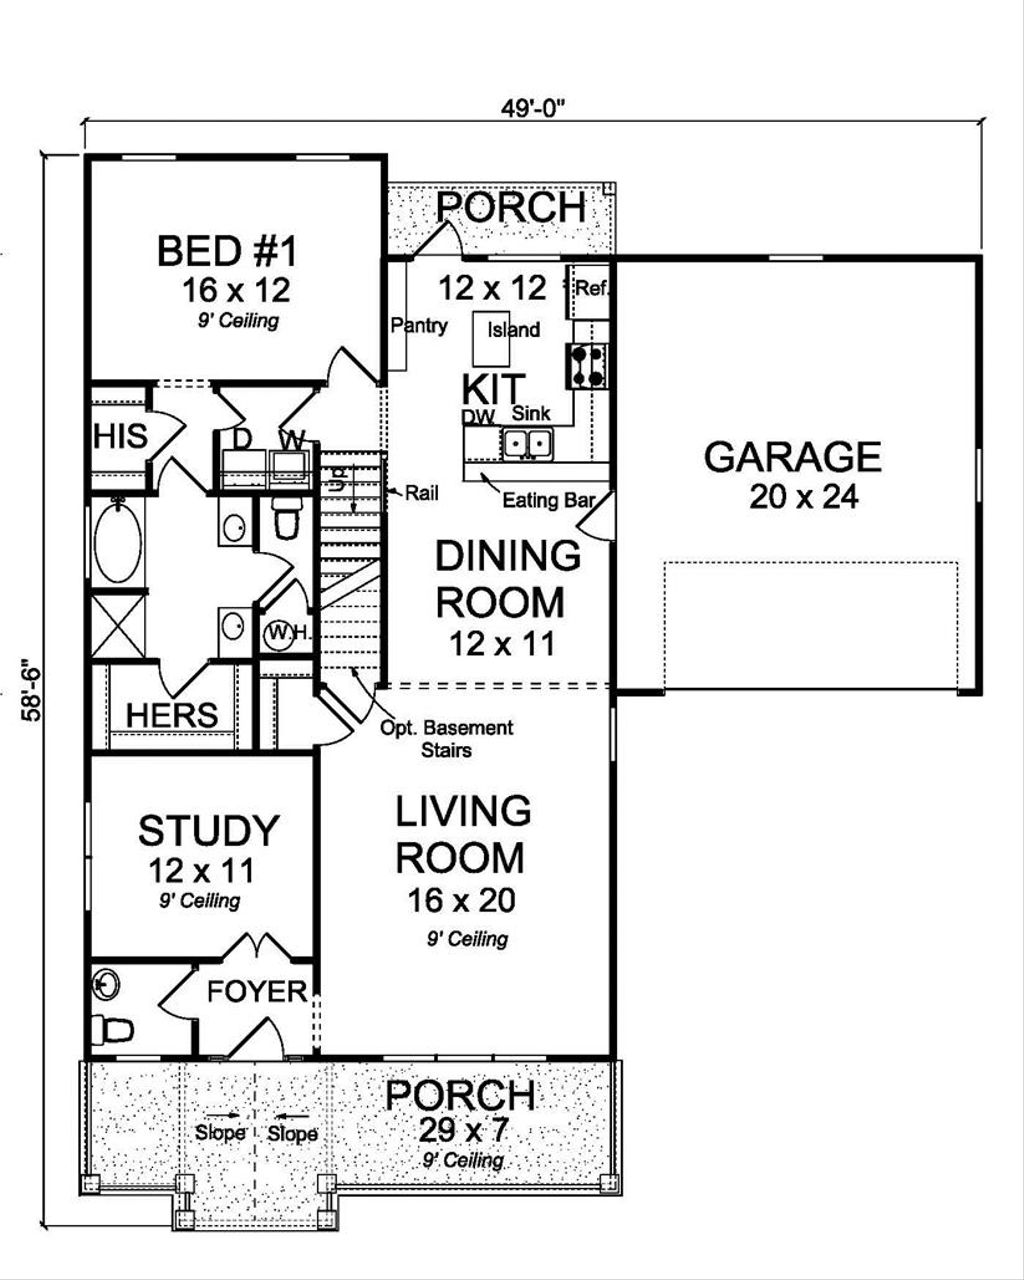 49'-0"
PORCH
BED #1
16 x 12
9' Ceiling
12 x 12
Ref.
Pantry
Island
KIT
DW
Sink
HIS
D
W
Up
Rail
Eating Bar
GARAGE
20 x 24
DINING
ROOM
12 x 11
W.H.
58'-6"
HERS
Opt. Basement
Stairs
STUDY
12 x 11
9' Ceiling
LIVING
ROOM
16 x 20
9' Ceiling
FOYER
PORCH
29 x 7
9' Ceiling
Slope
Slope